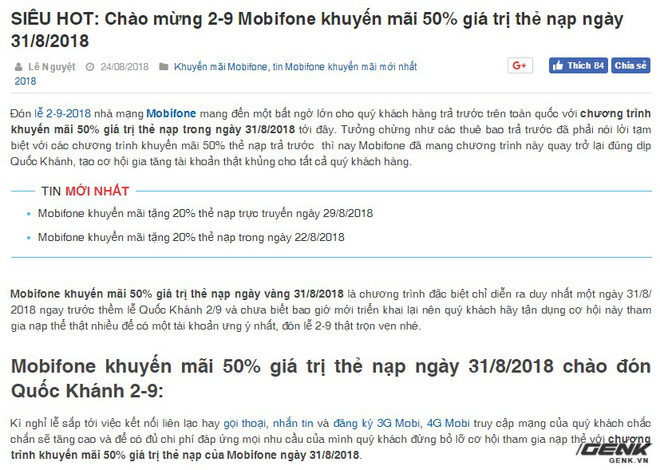 SIÊU HOT: Chào mừng 2-9 Mobifone khuyến mãi 50% giá trị thẻ nạp ngày
31/8/2018
Lê Nguyệt 24/08/2018 Khuyến mãi Mobifone, tin Mobifone khuyến mãi mới nhất
2018
G+ Thích 84 Chia sẻ
Đón lễ 2-9-2018 nhà mạng Mobifone mang đến một bất ngờ lớn cho quý khách hàng trả trước trên toàn quốc với chương trình
khuyến mãi 50% giá trị thẻ nạp trong ngày 31/8/2018 tới đây. Tưởng chừng như các thuê bao trả trước đã phải nói lời tạm
biệt với các chương trình khuyến mãi 50% thẻ nạp trả trước thì nay Mobifone đã mang chương trình này quay trở lại đúng dịp
Quốc Khánh, tạo cơ hội gia tăng tài khoản thật khủng cho tất cả quý khách hàng.
TIN MỚI NHẤT
• Mobifone khuyến mãi tặng 20% thẻ nạp trực truyến ngày 29/8/2018
• Mobifone khuyến mãi tặng 20% thẻ nạp trong ngày 22/8/2018
Mobifone khuyến mãi 50% giá trị thẻ nạp ngày vàng 31/8/2018 là chương trình đặc biệt chỉ diễn ra duy nhất một ngày 31/8/
2018 ngay trước thềm lễ Quốc Khánh 2/9 và chưa biết bao giờ mới triển khai lại nên quý khách hãy tận dụng cơ hội này tham
gia nạp thẻ thật nhiều để có một tài khoản ưng ý nhất, đón lễ 2-9 thật trọn vẹn nhé.
Mobifone khuyến mãi 50% giá trị thẻ nạp ngày 31/8/2018 chào đón
Quốc Khánh 2-9:
Kì nghỉ lễ sắp tới việc kết nối liên lạc hay gọi thoại, nhắn tin và đăng ký 3G Mobi, 4G Mobi truy cập mạng của quý khách chắc
chắn sẽ tăng cao và để có đủ chi phí đáp ứng mọi nhu cầu của mình quý khách đừng bỏ lỡ cơ hội tham gia nạp thẻ với chương
trình khuyến mãi 50% giá trị thẻ nạp của Mobifone ngày 31/8/2018.
GENK
GENK.VN